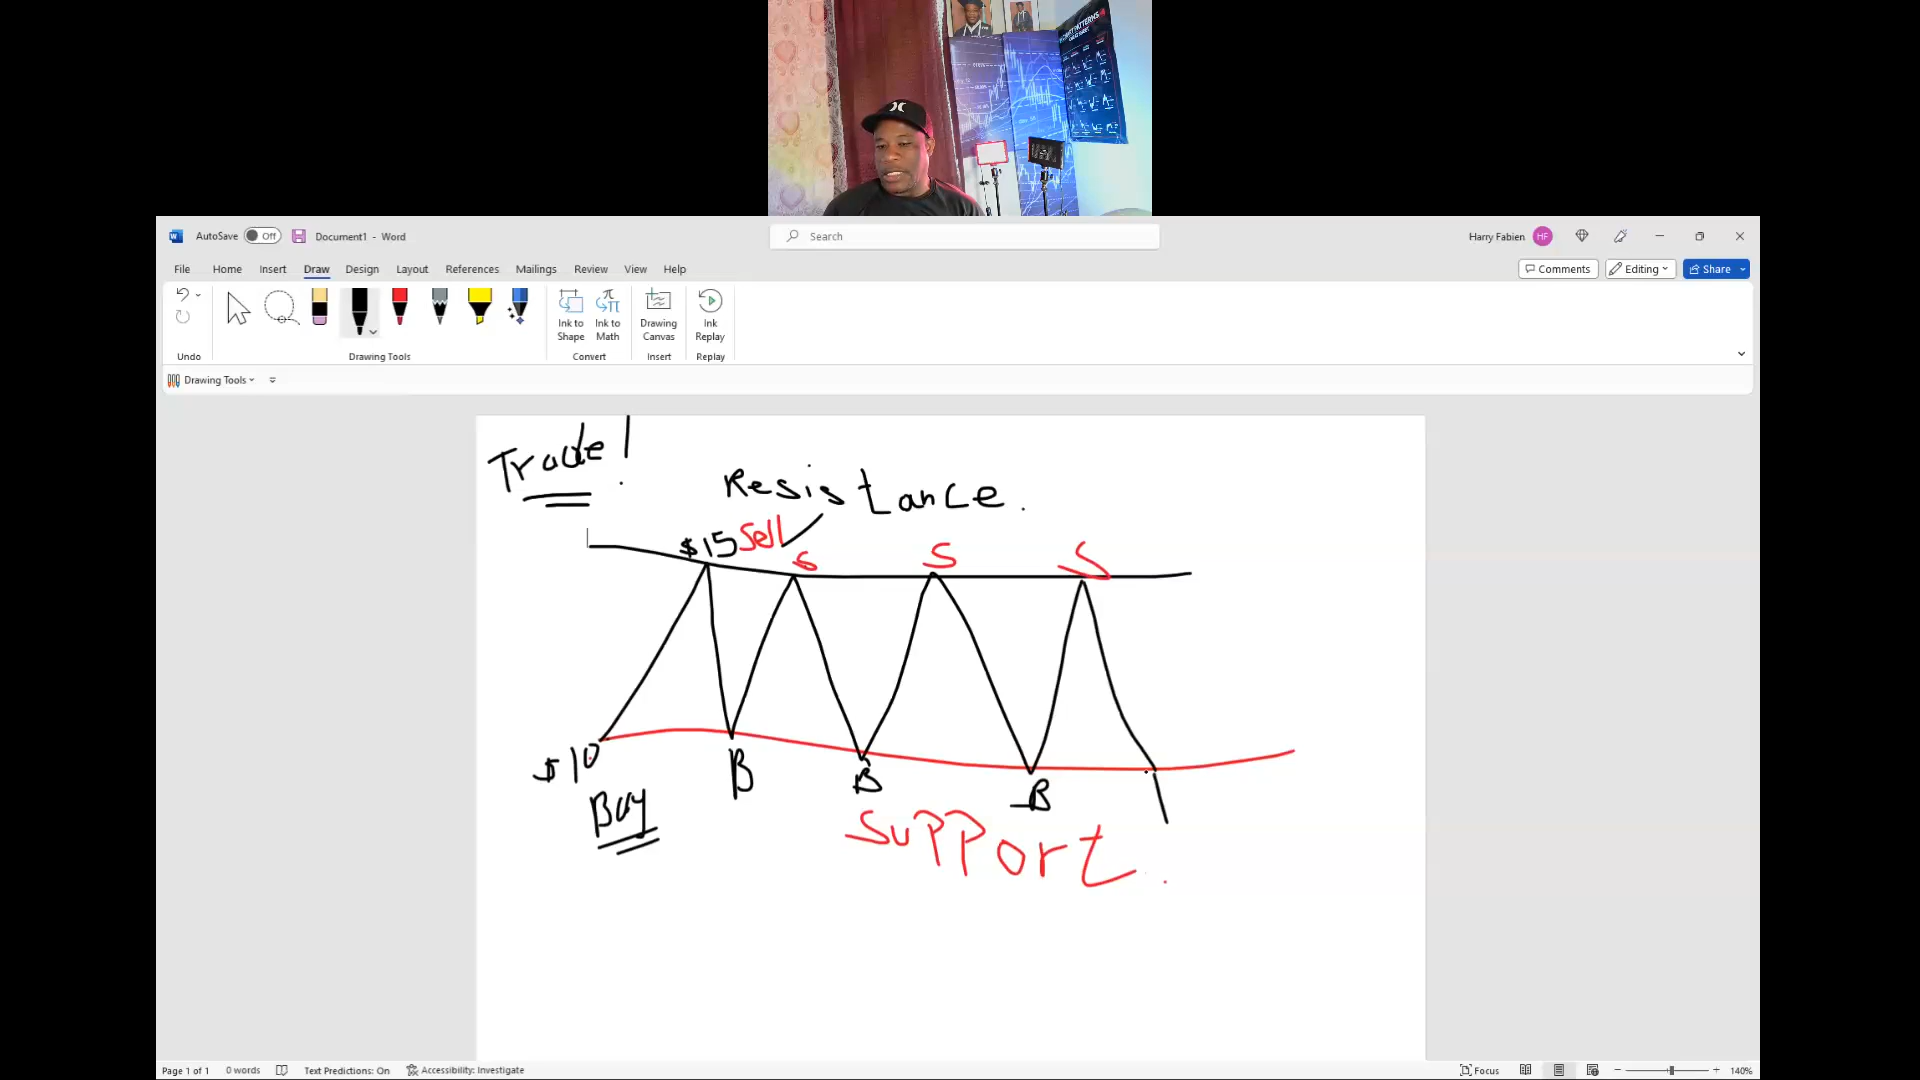 CHART PATTERNS
AutoSave Off Document1 - Word
Search
Harry Fabien HF
File Home Insert Draw Design Layout References Mailings Review View Help
Comments Editing Share
Ink to Shape
Ink to Math
Drawing Canvas
Ink Replay
Undo Drawing Tools Convert Insert Replay
Drawing Tools
Trade!
Resistance.
$15 Sell
S S S
$10
B B B
Buy
Support.
Page 1 of 1 0 words Text Predictions: On Accessibility: Investigate Focus 140%